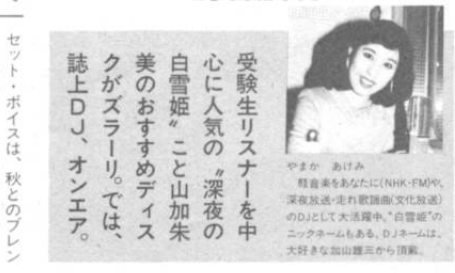 セット・ボイスは、秋とのブレン
受験生リスナーを中
心に人気の〝深夜の
白雪姫〟こと山加朱
美のおすすめディス
クがズラーリ。では、
誌上DJ、オンエア。
やまか　あけみ
軽音楽をあなたに(NHK・FM)や、
深夜放送・走れ歌謡曲(文化放送)
のDJとして大活躍中。“白雪姫”の
ニックネームもある。DJネームは、
大好きな加山雄三から頂戴。